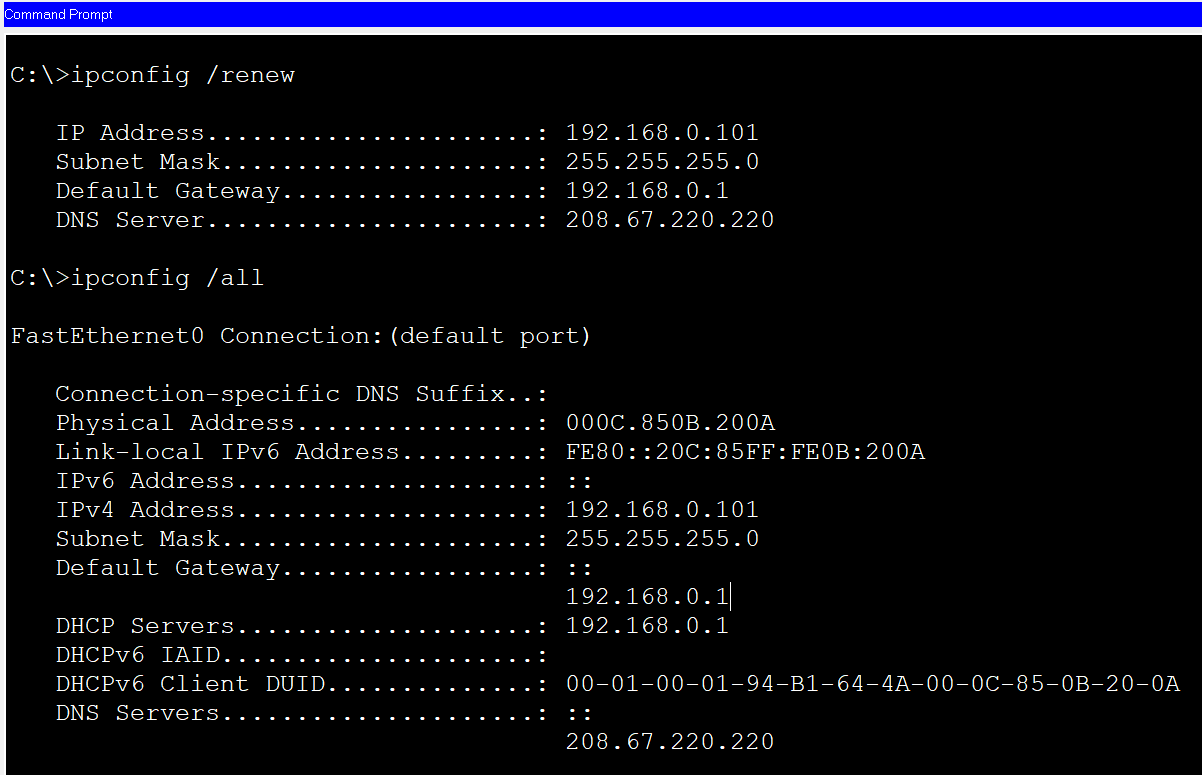 Command Prompt
C:\>ipconfig /renew
IP Address......................: 192.168.0.101
Subnet Mask.....................: 255.255.255.0
Default Gateway.................: 192.168.0.1
DNS Server......................: 208.67.220.220
C:\>ipconfig /all
FastEthernet0 Connection:(default port)
Connection-specific DNS Suffix..:
Physical Address................: 000C.850B.200A
Link-local IPv6 Address.........: FE80::20C:85FF:FE0B:200A
IPv6 Address....................: ::
IPv4 Address....................: 192.168.0.101
Subnet Mask.....................: 255.255.255.0
Default Gateway.................: ::
192.168.0.1
DHCP Servers....................: 192.168.0.1
DHCPv6 IAID.....................:
DHCPv6 Client DUID..............: 00-01-00-01-94-B1-64-4A-00-0C-85-0B-20-0A
DNS Servers.....................: ::
208.67.220.220